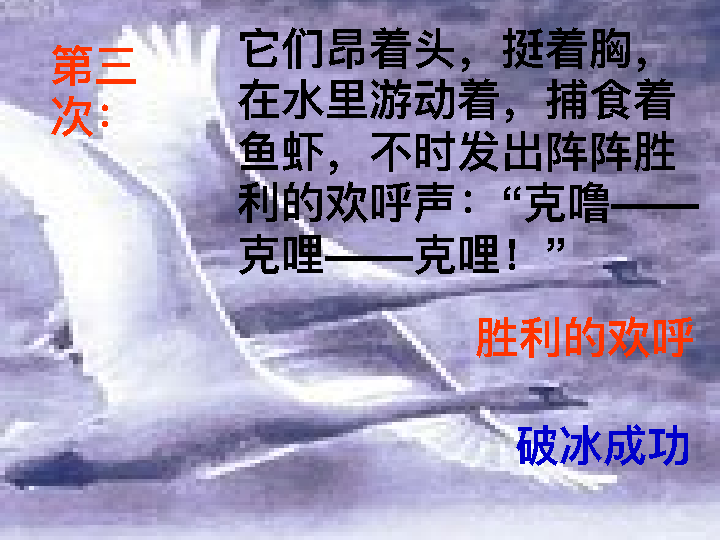 第三
次：
它们昂着头，挺着胸，
在水里游动着，捕食着
鱼虾，不时发出阵阵胜
利的欢呼声：“克噜——
克哩——克哩！”
胜利的欢呼
破冰成功